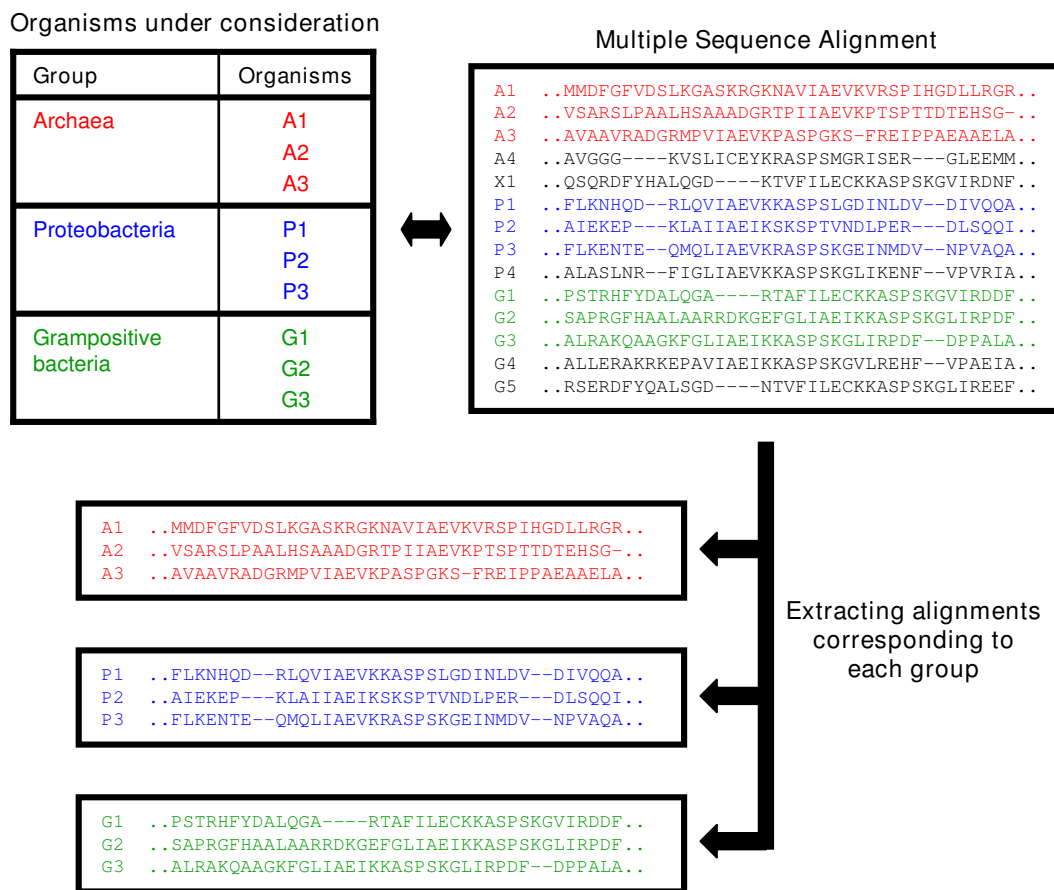 Organisms under consideration
Group Organisms
Archaea A1
A2
A3
Proteobacteria P1
P2
P3
Grampositive G1
bacteria G2
G3
Multiple Sequence Alignment
A1 ..MMDFGFVDSLKGASKRGKNAVIAEVKVRSPIHGDLLRGR..
A2 ..VSARSLPAALHSAAADGRTPIIAEVKPTSPTTDTEHSG-..
A3 ..AVAAVRADGRMPVIAEVKPASPGKS-FREIPPAEAAELA..
A4 ..AVGGG----KVSLICEYKRASPSMGRISER---GLEEMM..
X1 ..QSQRDFYHALQGD----KTVFILECKKASPSKGVIRDNF..
P1 ..FLKNHQD--RLQVIAEVKKASPSLGDINLDV--DIVQQA..
P2 ..AIEKEP---KLAIIAEIKSKSPTVNDLPER---DLSQQI..
P3 ..FLKENTE--QMQLIAEVKRASPSKGEINMDV--NPVAQA..
P4 ..ALASLNR--FIGLIAEVKKASPSKGLIKENF--VPVRIA..
G1 ..PSTRHFYDALQGA----RTAFILECKKASPSKGVIRDDF..
G2 ..SAPRGFHAALAARRDKGEFGLIAEIKKASPSKGLIRPDF..
G3 ..ALRAKQAAGKFGLIAEIKKASPSKGLIRPDF--DPPALA..
G4 ..ALLERAKRKEPAVIAEIKKASPSKGVLREHF--VPAEIA..
G5 ..RSERDFYQALSGD----NTVFILECKKASPSKGLIREEF..
A1 ..MMDFGFVDSLKGASKRGKNAVIAEVKVRSPIHGDLLRGR..
A2 ..VSARSLPAALHSAAADGRTPIIAEVKPTSPTTDTEHSG-..
A3 ..AVAAVRADGRMPVIAEVKPASPGKS-FREIPPAEAAELA..
P1 ..FLKNHQD--RLQVIAEVKKASPSLGDINLDV--DIVQQA..
P2 ..AIEKEP---KLAIIAEIKSKSPTVNDLPER---DLSQQI..
P3 ..FLKENTE--QMQLIAEVKRASPSKGEINMDV--NPVAQA..
G1 ..PSTRHFYDALQGA----RTAFILECKKASPSKGVIRDDF..
G2 ..SAPRGFHAALAARRDKGEFGLIAEIKKASPSKGLIRPDF..
G3 ..ALRAKQAAGKFGLIAEIKKASPSKGLIRPDF--DPPALA..
Extracting alignments
corresponding to
each group